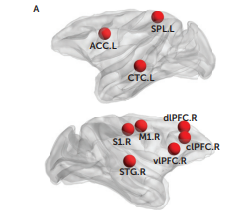 A
SPL.L
ACC.L
CTC.L
dlPFC.R
S1.R M1.R
clPFC.R
vlPFC.R
STG.R